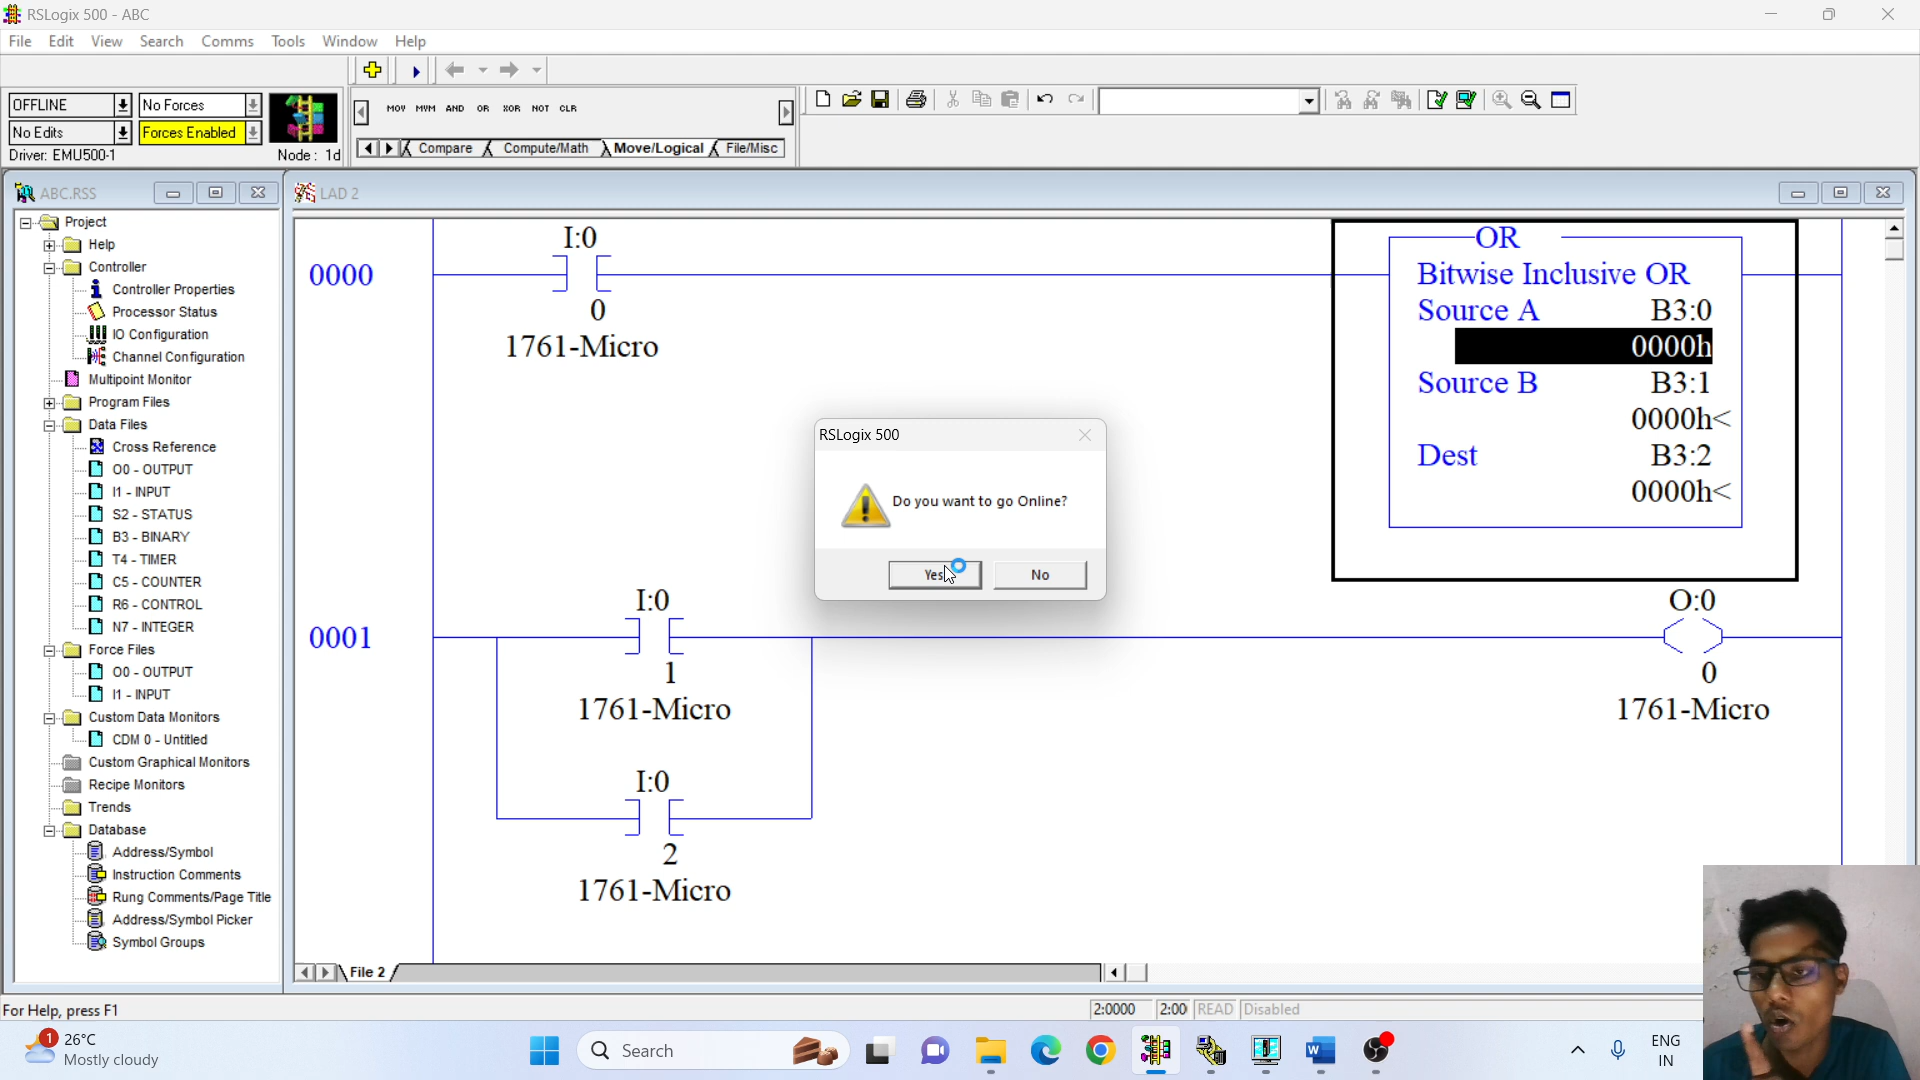 RSLogix 500 - ABC
File Edit View Search Comms Tools Window Help
OFFLINE No Forces
No Edits Forces Enabled
Driver: EMU500-1 Node : 1d
MOV MVM AND OR XOR NOT CLR
Compare Compute/Math Move/Logical File/Misc
ABC.RSS
Project
Help
Controller
Controller Properties
Processor Status
IO Configuration
Channel Configuration
Multipoint Monitor
Program Files
Data Files
Cross Reference
O0 - OUTPUT
I1 - INPUT
S2 - STATUS
B3 - BINARY
T4 - TIMER
C5 - COUNTER
R6 - CONTROL
N7 - INTEGER
Force Files
O0 - OUTPUT
I1 - INPUT
Custom Data Monitors
CDM 0 - Untitled
Custom Graphical Monitors
Recipe Monitors
Trends
Database
Address/Symbol
Instruction Comments
Rung Comments/Page Title
Address/Symbol Picker
Symbol Groups
LAD 2
0000
I:0
0
1761-Micro
OR
Bitwise Inclusive OR
Source A B3:0
0000h
Source B B3:1
0000h<
Dest B3:2
0000h<
RSLogix 500
Do you want to go Online?
Yes No
0001
I:0
1
1761-Micro
O:0
0
1761-Micro
I:0
2
1761-Micro
File 2
For Help, press F1
2:0000 2:00 READ Disabled
1
26°C
Mostly cloudy
Search
W
ENG
IN